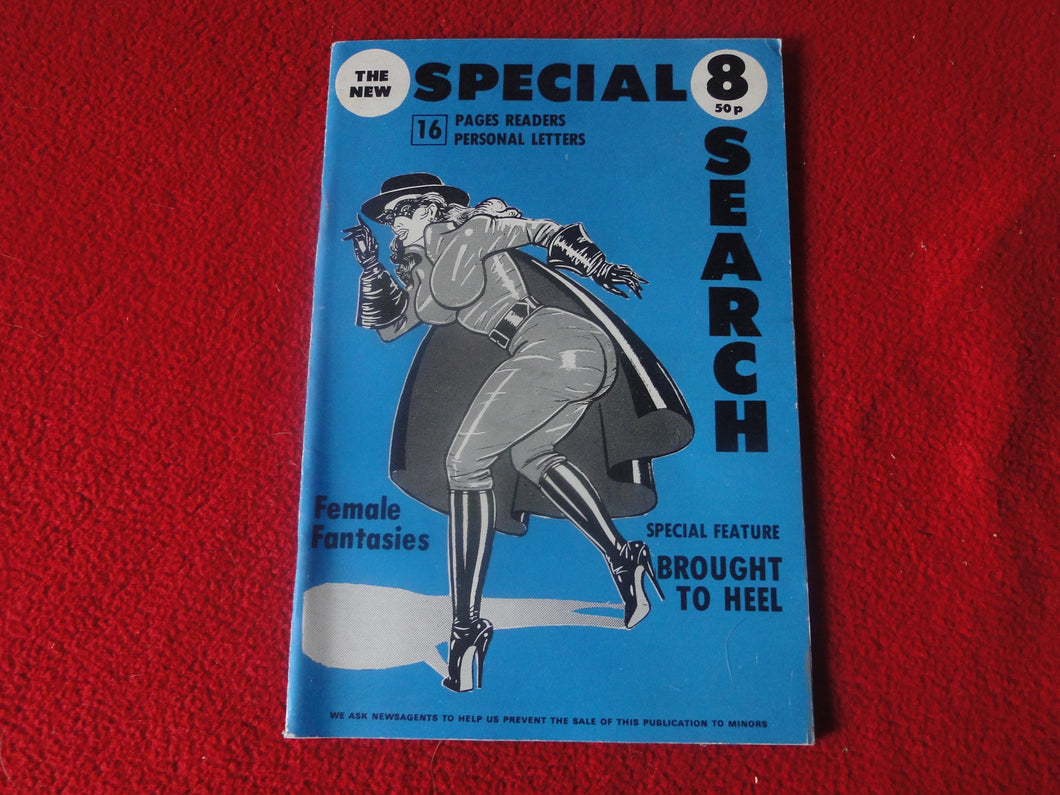 THE
NEW
SPECIAL
8
50p
16
PAGES READERS
PERSONAL LETTERS
SEARCH
Female
Fantasies
SPECIAL FEATURE
BROUGHT
TO HEEL
WE ASK NEWSAGENTS TO HELP US PREVENT THE SALE OF THIS PUBLICATION TO MINORS